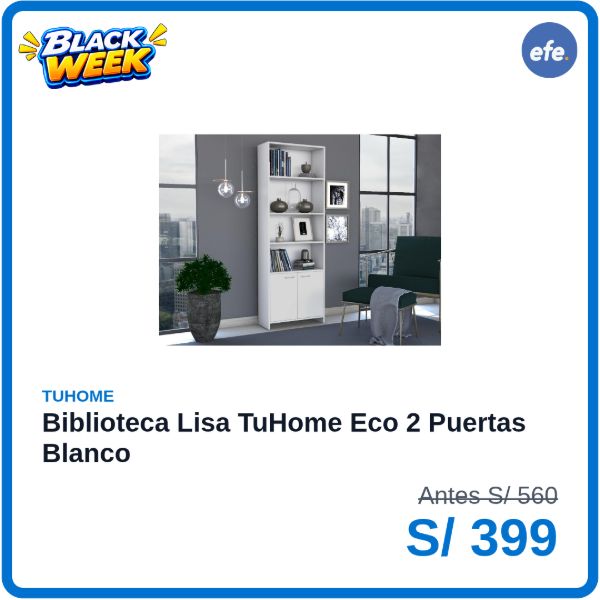 BLACK
WEEK
efe.
TUHOME
Biblioteca Lisa TuHome Eco 2 Puertas
Blanco
Antes S/ 560
S/ 399